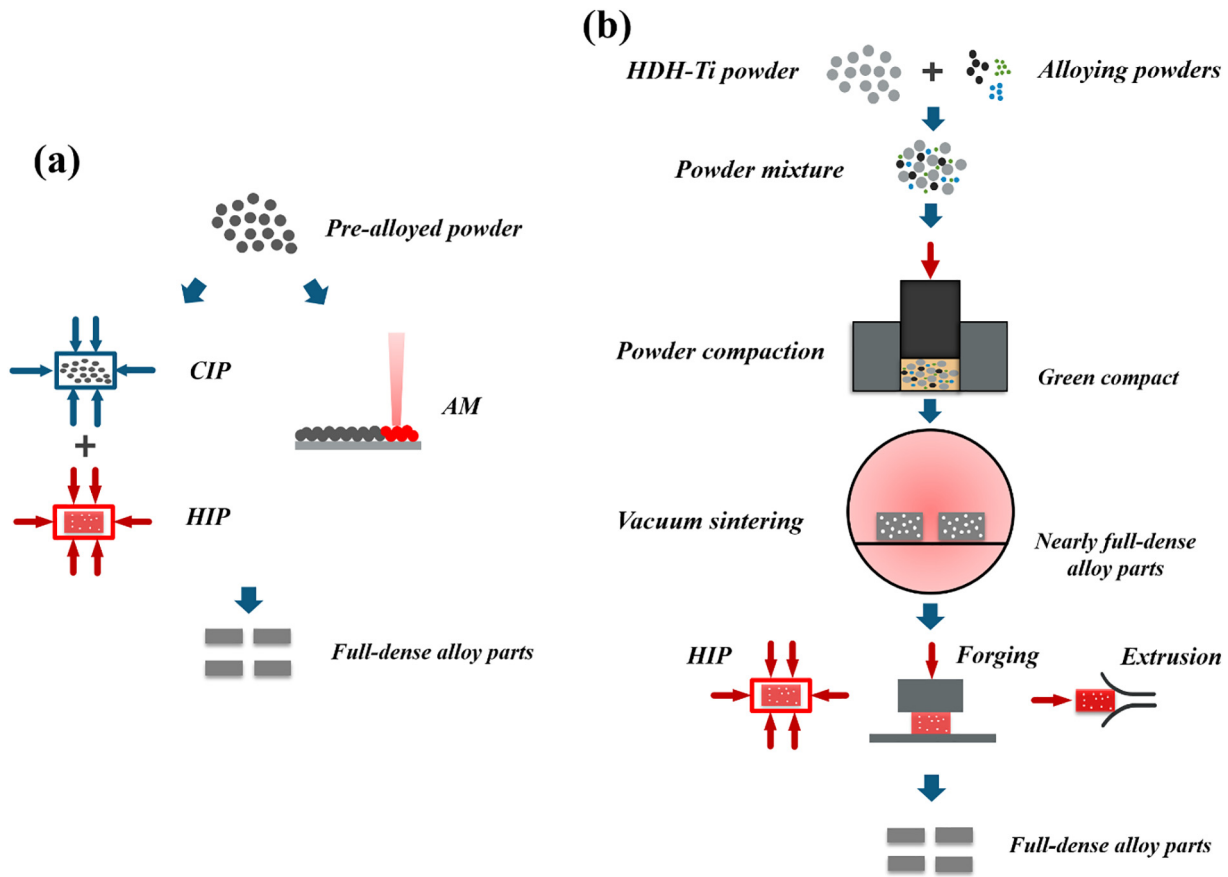 (a)
Pre-alloyed powder
CIP
AM
+
HIP
Full-dense alloy parts
(b)
HDH-Ti powder
+
Alloying powders
Powder mixture
Powder compaction
Green compact
Vacuum sintering
Nearly full-dense
alloy parts
HIP
Forging
Extrusion
Full-dense alloy parts